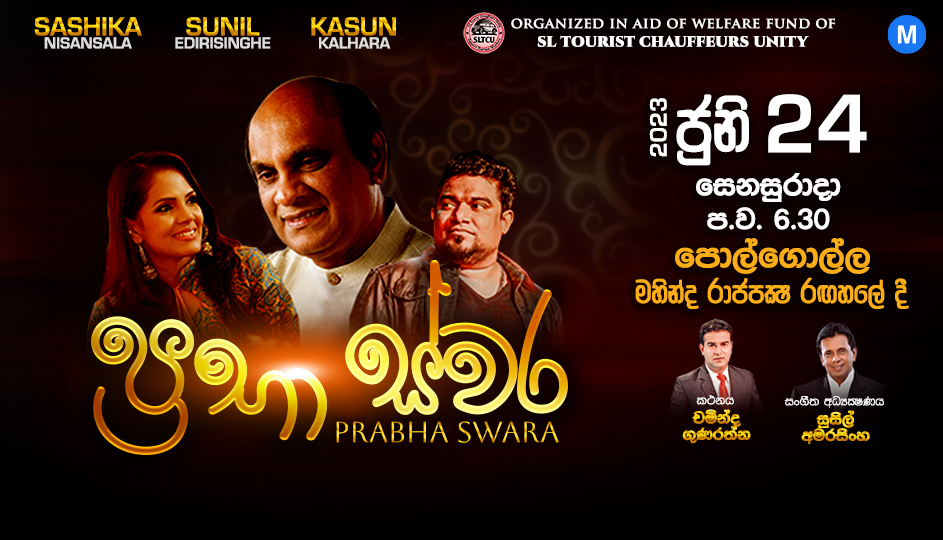 SASHIKA
NISANSALA
SUNIL
EDIRISINGHE
KASUN
KALHARA
SLTCU
ORGANIZED IN AID OF WELFARE FUND OF
SL TOURIST CHAUFFEURS UNITY
M
2023
ජුනි 24
සෙනසුරාදා
ප.ව. 6.30
පොල්ගොල්ල
මහින්ද රාජපක්ෂ රඟහලේ දී
ප්‍රභා ස්වර
PRABHA SWARA
කථනය
චමින්ද
ගුණරත්න
සංගීත අධ්‍යක්ෂණය
සුසිල්
අමරසිංහ